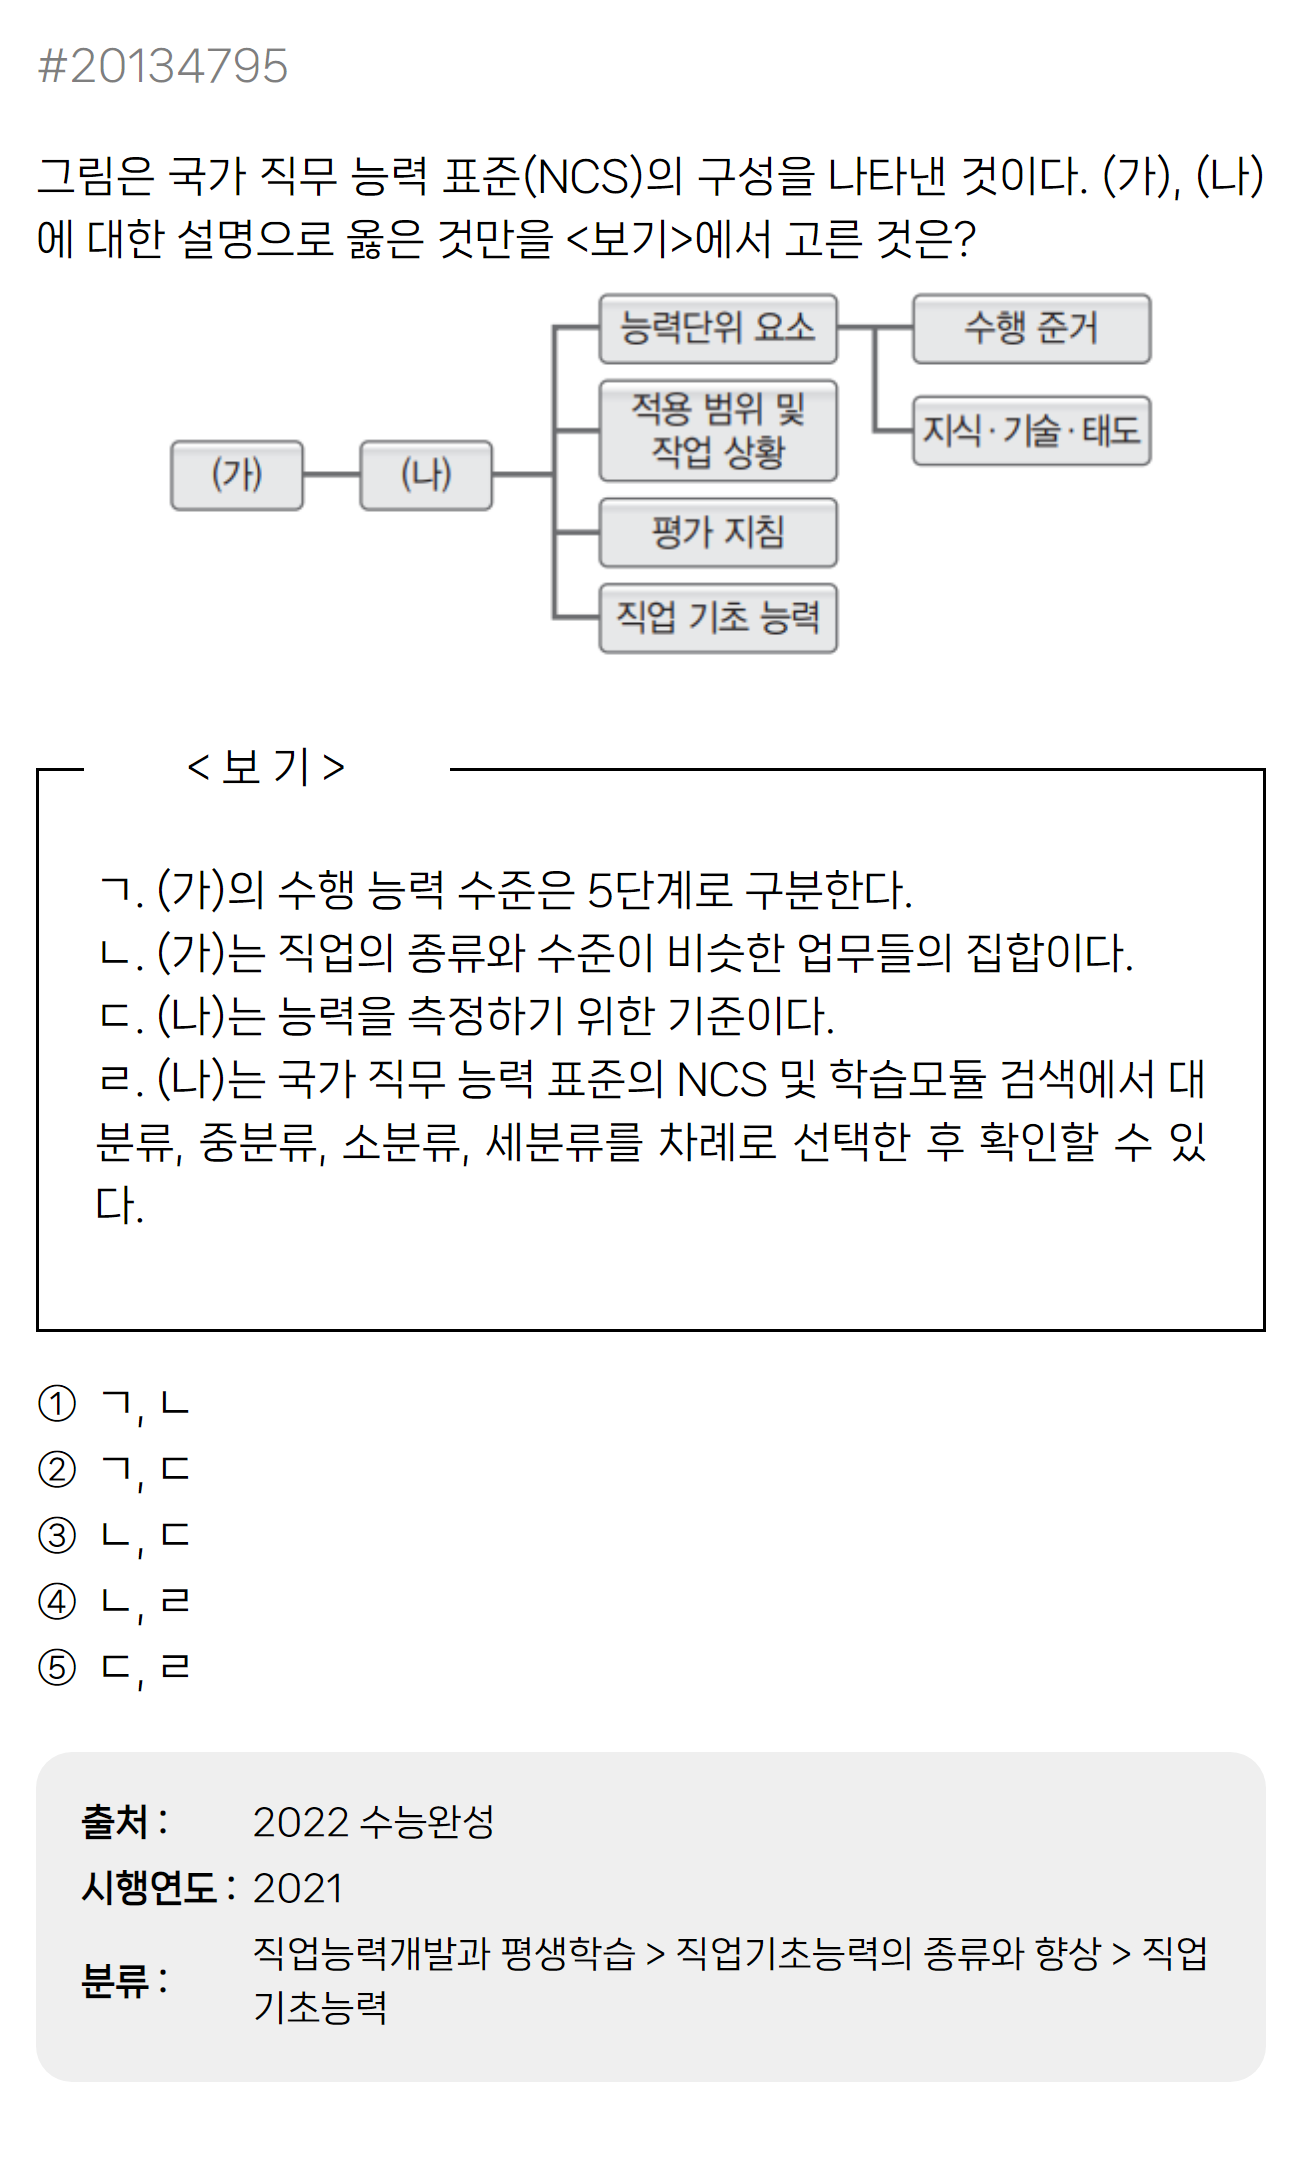 #20134795
그림은 국가 직무 능력 표준(NCS)의 구성을 나타낸 것이다. (가), (나)
에 대한 설명으로 옳은 것만을 <보기>에서 고른 것은?
능력단위 요소
수행 준거
적용 범위 및
작업 상황
지식·기술·태도
(가)
(나)
평가 지침
직업 기초 능력
< 보 기 >
ㄱ. (가)의 수행 능력 수준은 5단계로 구분한다.
ㄴ. (가)는 직업의 종류와 수준이 비슷한 업무들의 집합이다.
ㄷ. (나)는 능력을 측정하기 위한 기준이다.
ㄹ. (나)는 국가 직무 능력 표준의 NCS 및 학습모듈 검색에서 대
분류, 중분류, 소분류, 세분류를 차례로 선택한 후 확인할 수 있
다.
① ㄱ, ㄴ
② ㄱ, ㄷ
③ ㄴ, ㄷ
④ ㄴ, ㄹ
⑤ ㄷ, ㄹ
출처 : 2022 수능완성
시행연도 : 2021
분류 : 직업능력개발과 평생학습 > 직업기초능력의 종류와 향상 > 직업
기초능력